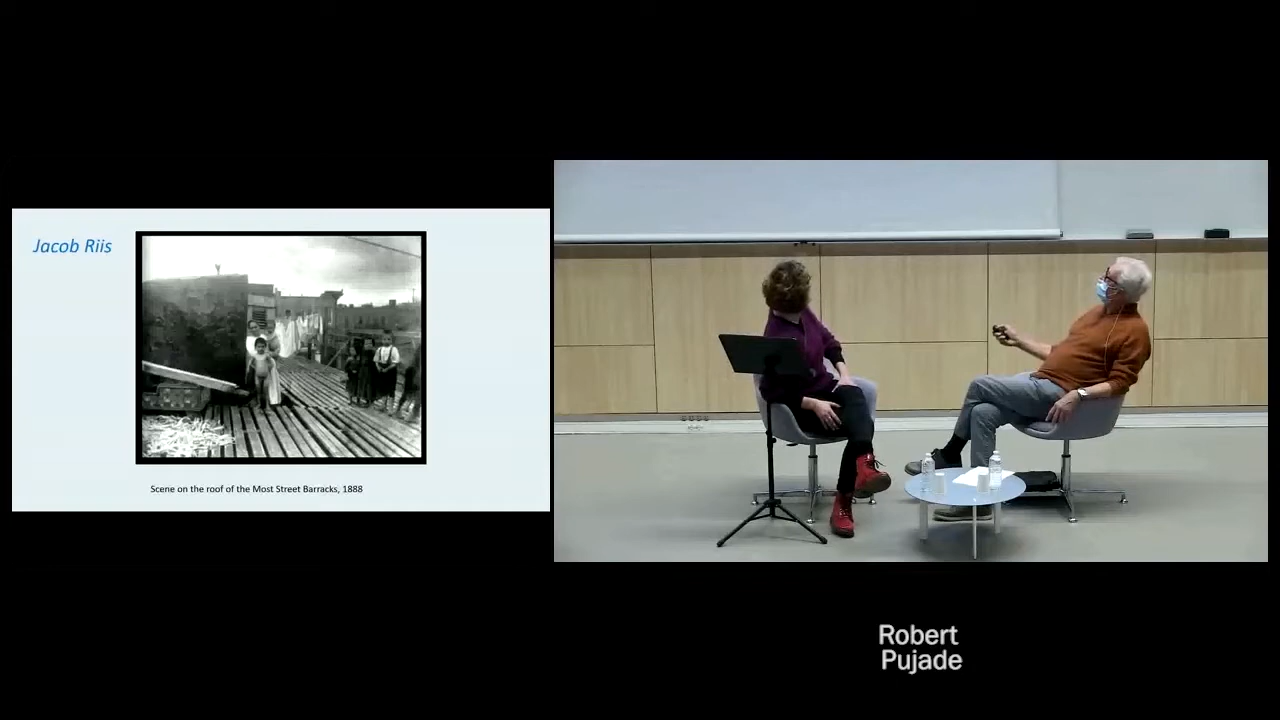 Jacob Riis
Scene on the roof of the Most Street Barracks, 1888
Robert
Pujade